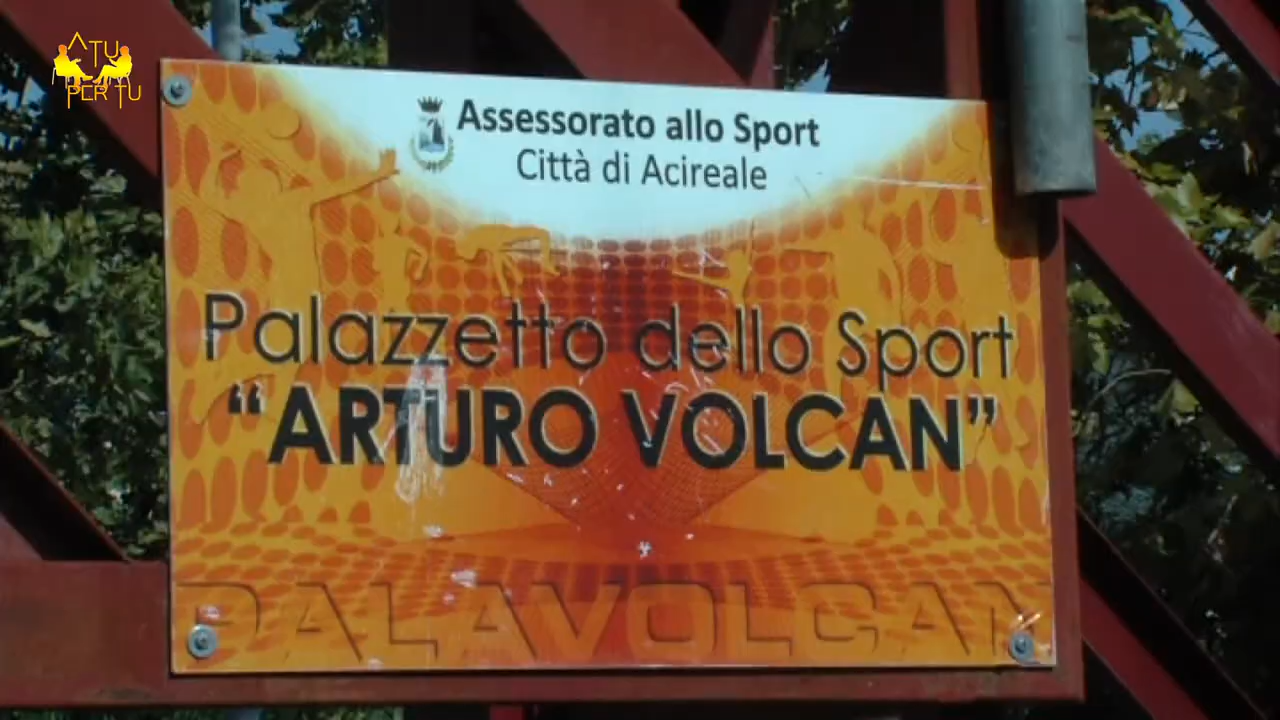 A TU
PER TU
Assessorato allo Sport
Città di Acireale
Palazzetto dello Sport
“ARTURO VOLCAN”
PALAVOLCAN